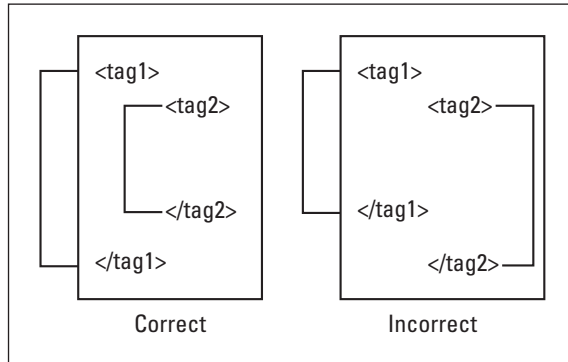 <tag1>
<tag2>
</tag2>
</tag1>
Correct
<tag1>
<tag2>
</tag1>
</tag2>
Incorrect